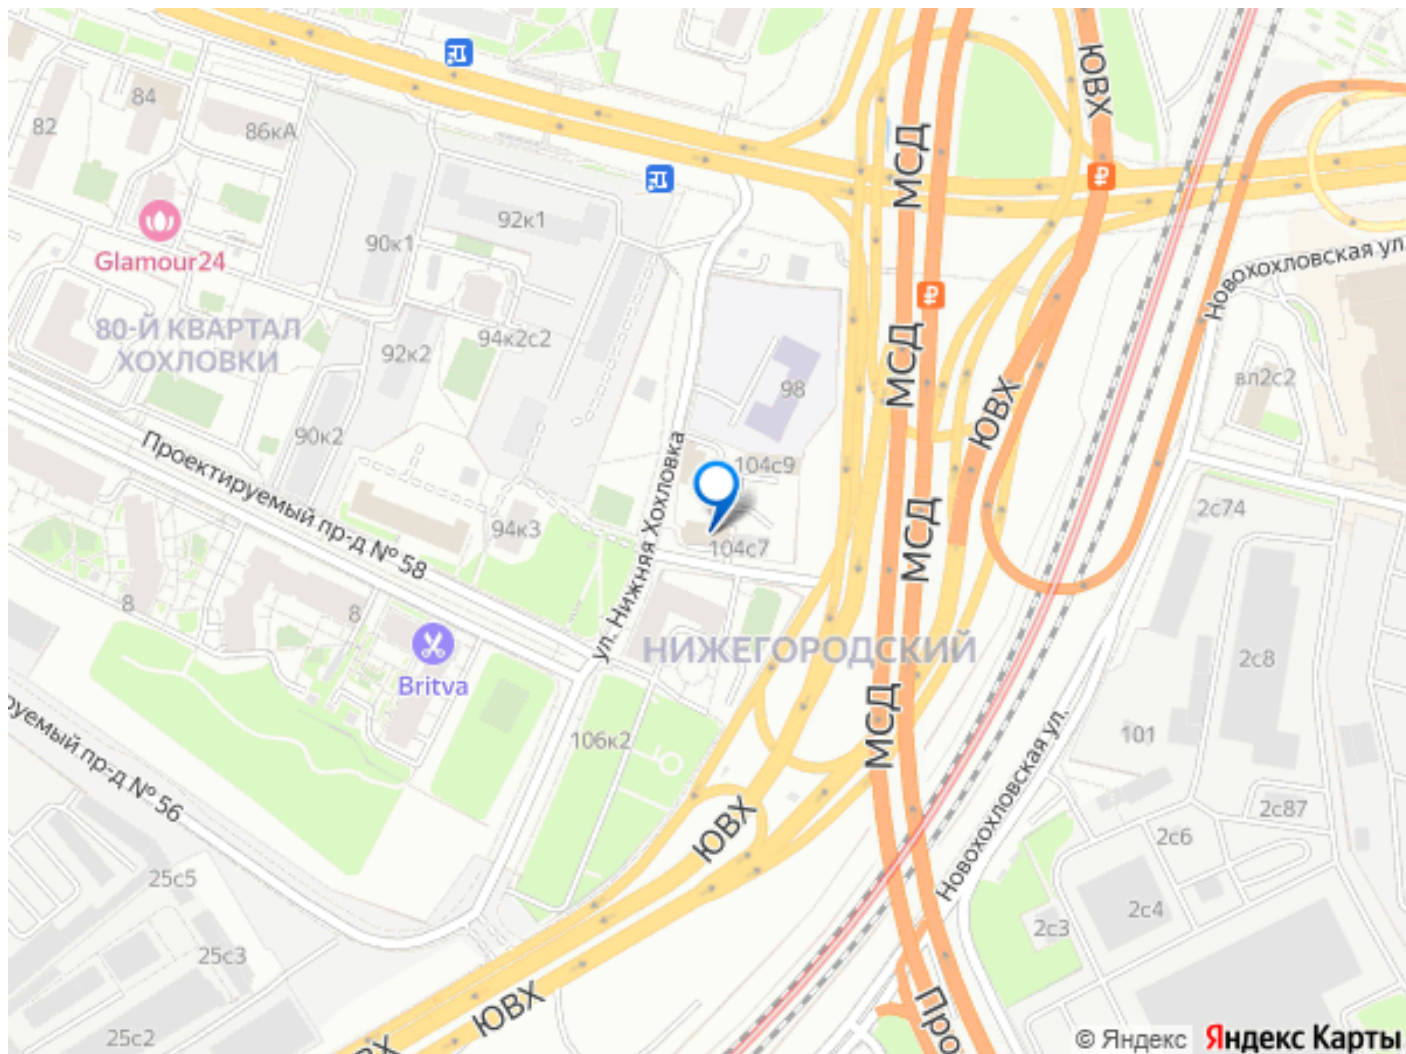 ЮВХ
84
82
86кА
МСД
92к1
90к1
Glamour24
Новохохловская ул.
80-Й КВАРТАЛ
ХОХЛОВКИ
94к2с2
92к2
МСД
98
вл2с2
ЮВХ
90к2
Проектируемый пр-д № 58
ул. Нижняя Хохловка
104с9
94к3
104с7
МСД
2с74
8
8
НИЖЕГОРОДСКИЙ
2с8
Britva
МСД
106к2
101
руемый пр-д № 56
Новохохловская ул.
ЮВХ
2с87
2с6
25с5
2с4
2с3
25с3
ЮВХ
Про
25с2
ВХ
© Яндекс
Яндекс Карты